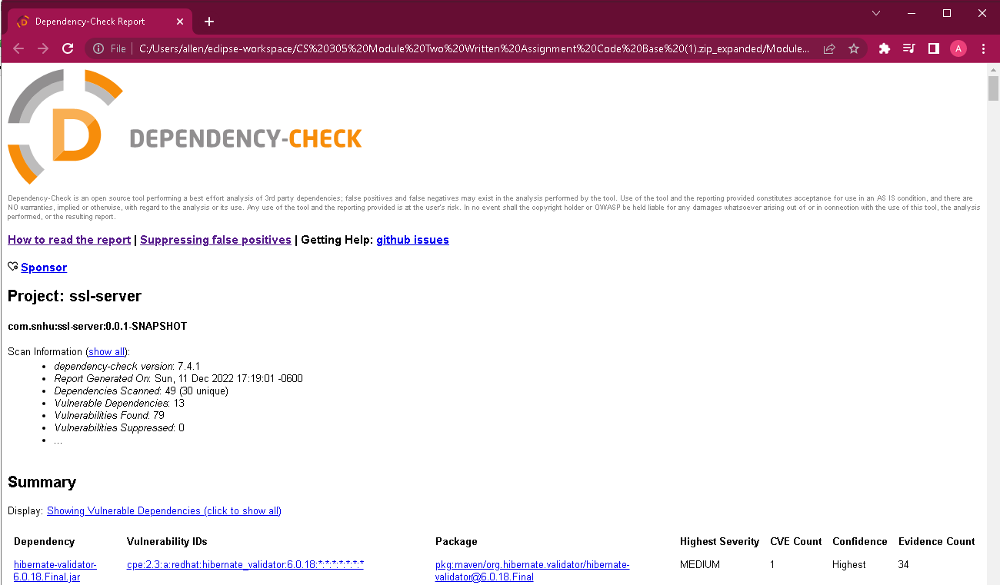 Dependency-Check Report
File
C:/Users/allen/eclipse-workspace/CS%20305%20Module%20Two%20Written%20Assignment%20Code%20Base%20(1).zip_expanded/Module...
A
D
DEPENDENCY-CHECK
Dependency-Check is an open source tool performing a best effort analysis of 3rd party dependencies; false positives and false negatives may exist in the analysis performed by the tool. Use of the tool and the reporting provided constitutes acceptance for use in an AS IS condition, and there are
NO warranties, implied or otherwise, with regard to the analysis or its use. Any use of the tool and the reporting provided is at the user's risk. In no event shall the copyright holder or OWASP be held liable for any damages whatsoever arising out of or in connection with the use of this tool, the analysis
performed, or the resulting report.
How to read the report | Suppressing false positives | Getting Help: github issues
Sponsor
Project: ssl-server
com.snhu:ssl-server:0.0.1-SNAPSHOT
Scan Information (show all):
• dependency-check version: 7.4.1
• Report Generated On: Sun, 11 Dec 2022 17:19:01 -0600
• Dependencies Scanned: 49 (30 unique)
• Vulnerable Dependencies: 13
• Vulnerabilities Found: 79
• Vulnerabilities Suppressed: 0
• ...
Summary
Display: Showing Vulnerable Dependencies (click to show all)
Dependency Vulnerability IDs Package Highest Severity CVE Count Confidence Evidence Count
hibernate-validator- cpe:2.3:a:redhat:hibernate_validator:6.0.18:*:*:*:*:*:*:* pkg:maven/org.hibernate.validator/hibernate- MEDIUM 1 Highest 34
6.0.18.Final.jar validator@6.0.18.Final